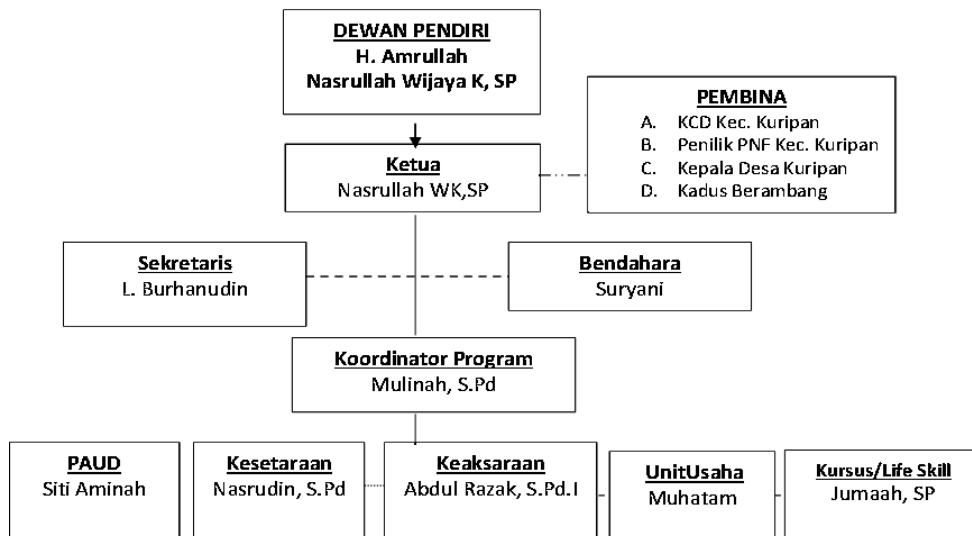 DEWAN PENDIRI
H. Amrullah
Nasrullah Wijaya K, SP
PEMBINA
A. KCD Kec. Kuripan
B. Penilik PNF Kec. Kuripan
C. Kepala Desa Kuripan
D. Kadus Berambang
Ketua
Nasrullah WK,SP
Sekretaris
L. Burhanudin
Bendahara
Suryani
Koordinator Program
Mulinah, S.Pd
PAUD
Siti Aminah
Kesetaraan
Nasrudin, S.Pd
Keaksaraan
Abdul Razak, S.Pd.I
UnitUsaha
Muhatam
Kursus/Life Skill
Jumaah, SP